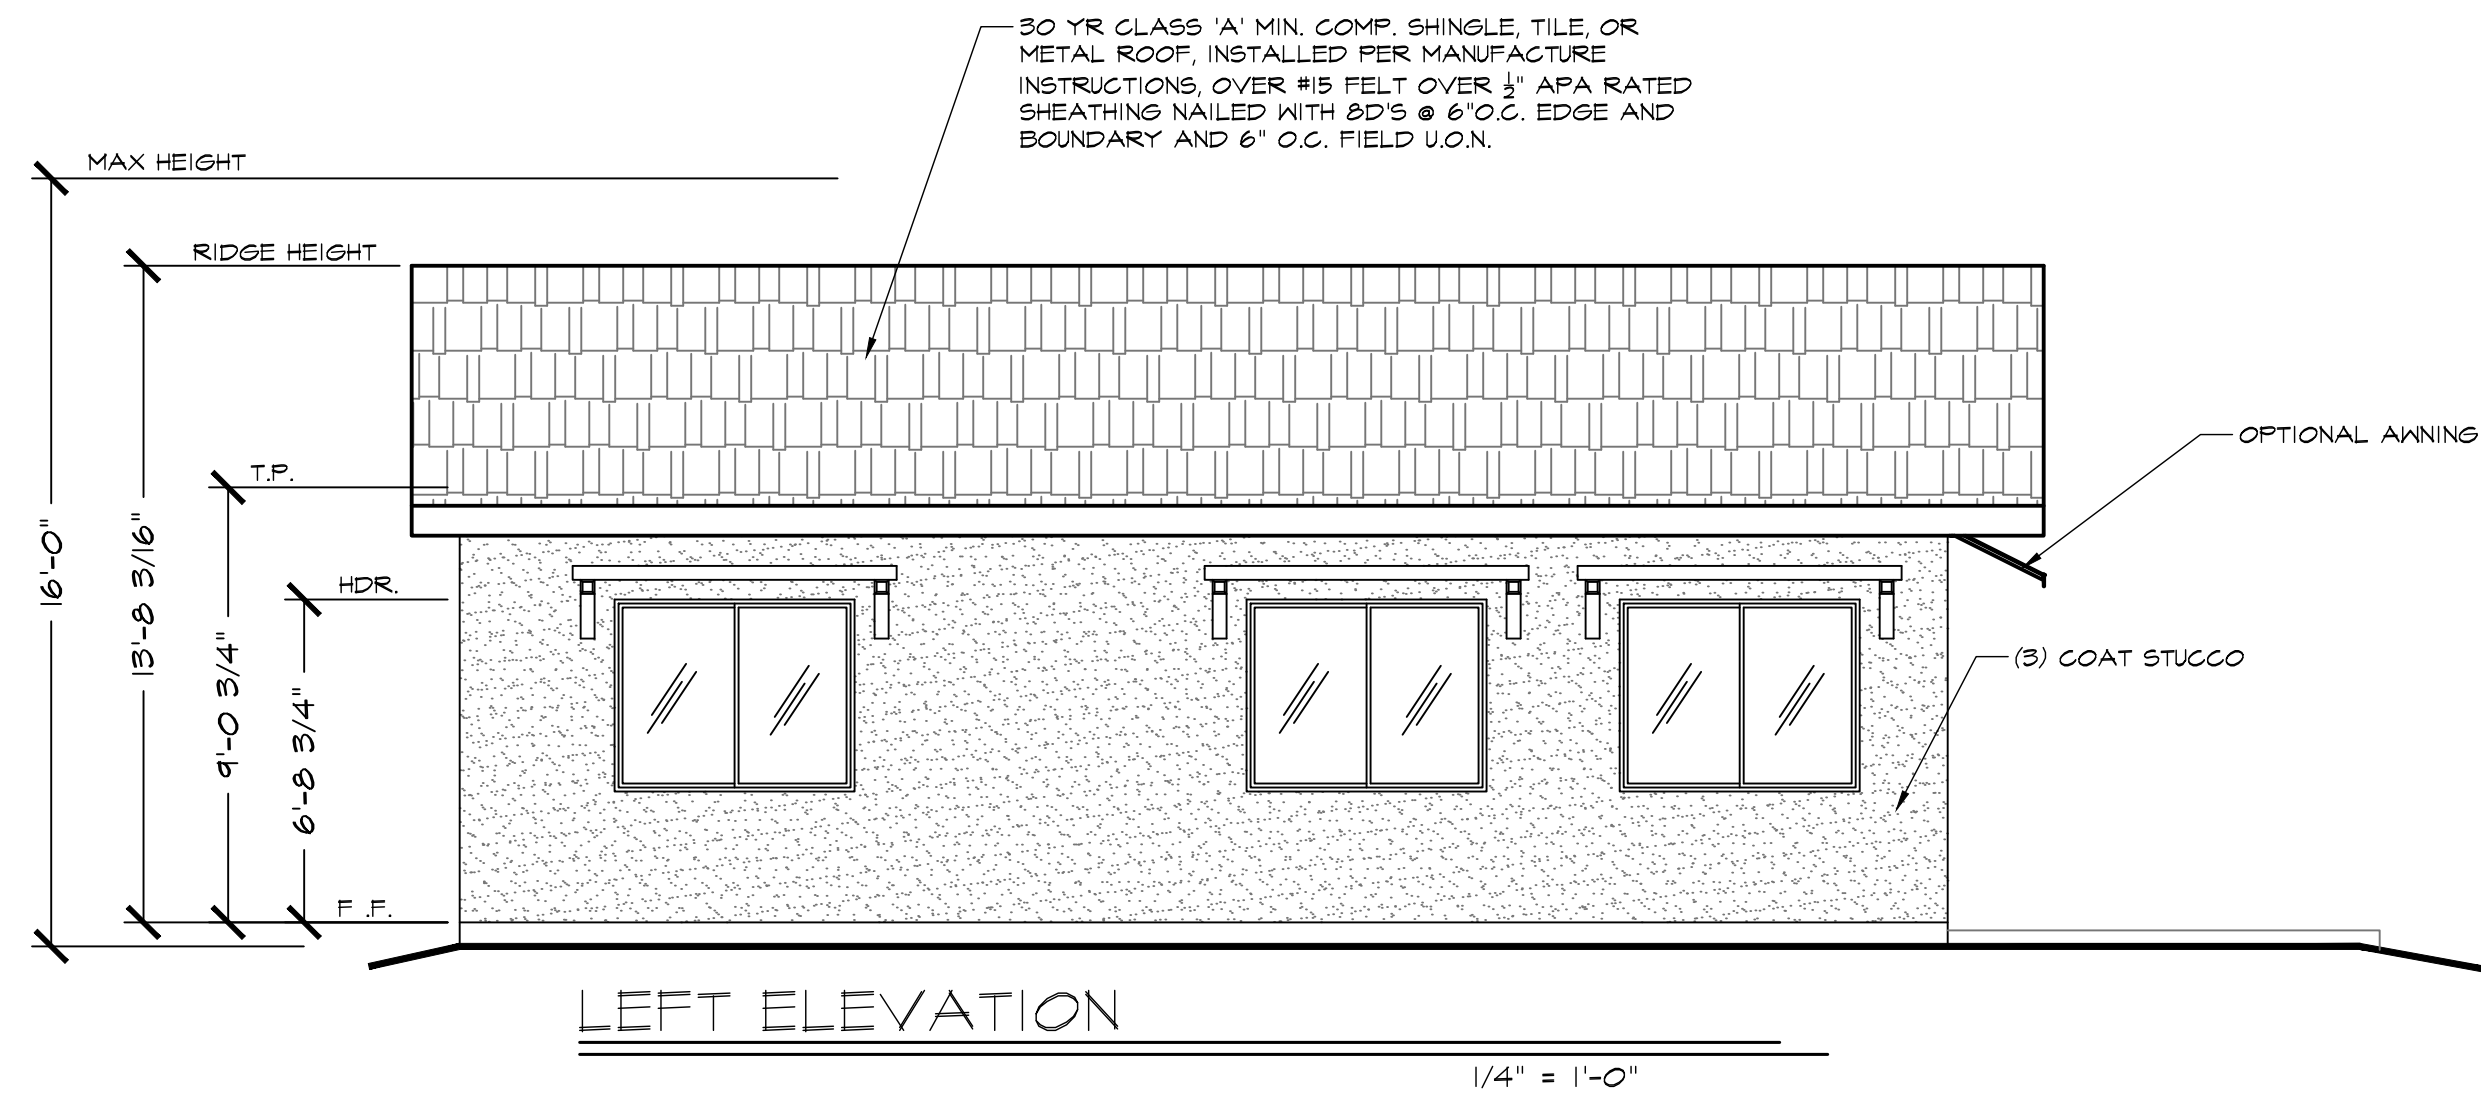 30 YR CLASS 'A' MIN. COMP. SHINGLE, TILE, OR
METAL ROOF, INSTALLED PER MANUFACTURE
INSTRUCTIONS, OVER #15 FELT OVER ½" APA RATED
SHEATHING NAILED WITH 8D'S @ 6"O.C. EDGE AND
BOUNDARY AND 6" O.C. FIELD U.O.N.
MAX HEIGHT
RIDGE HEIGHT
T.P.
HDR.
F .F.
16'-0"
13'-8 3/16"
9'-0 3/4"
6'-8 3/4"
OPTIONAL AWNING
(3) COAT STUCCO
LEFT ELEVATION
1/4" = 1'-0"